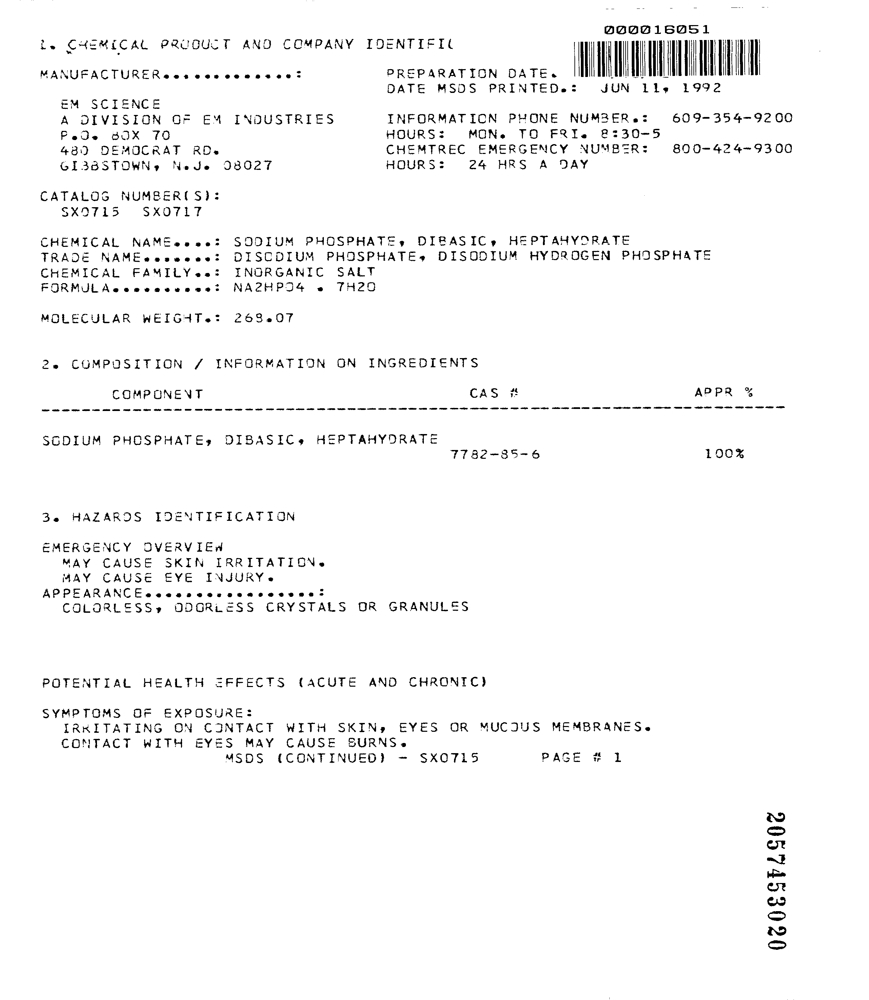 000016051
1. CHEMICAL PRODUCT AND COMPANY IDENTIFI
MANUFACTURER.............:
PREPARATION DATE.
DATE MSDS PRINTED.: JUN 11, 1992
EM SCIENCE
A DIVISION OF EM INDUSTRIES
P.O. BOX 70
480 DEMOCRAT RD.
GIBBSTOWN, N.J. 08027
INFORMATION PHONE NUMBER.: 609-354-9200
HOURS: MON. TO FRI. 8:30-5
CHEMTREC EMERGENCY NUMBER: 800-424-9300
HOURS: 24 HRS A DAY
CATALOG NUMBER(S):
SX0715 SX0717
CHEMICAL NAME....: SODIUM PHOSPHATE, DIBASIC, HEPTAHYDRATE
TRADE NAME.......: DISODIUM PHOSPHATE, DISODIUM HYDROGEN PHOSPHATE
CHEMICAL FAMILY..: INORGANIC SALT
FORMULA..........: NA2HPO4 . 7H2O
MOLECULAR WEIGHT.: 268.07
2. COMPOSITION / INFORMATION ON INGREDIENTS
COMPONENT CAS # APPR %
SODIUM PHOSPHATE, DIBASIC, HEPTAHYDRATE
7782-85-6 100%
3. HAZARDS IDENTIFICATION
EMERGENCY OVERVIEW
MAY CAUSE SKIN IRRITATION.
MAY CAUSE EYE INJURY.
APPEARANCE.................:
COLORLESS, ODORLESS CRYSTALS OR GRANULES
POTENTIAL HEALTH EFFECTS (ACUTE AND CHRONIC)
SYMPTOMS OF EXPOSURE:
IRRITATING ON CONTACT WITH SKIN, EYES OR MUCOUS MEMBRANES.
CONTACT WITH EYES MAY CAUSE BURNS.
MSDS (CONTINUED) - SX0715 PAGE # 1
2057453020